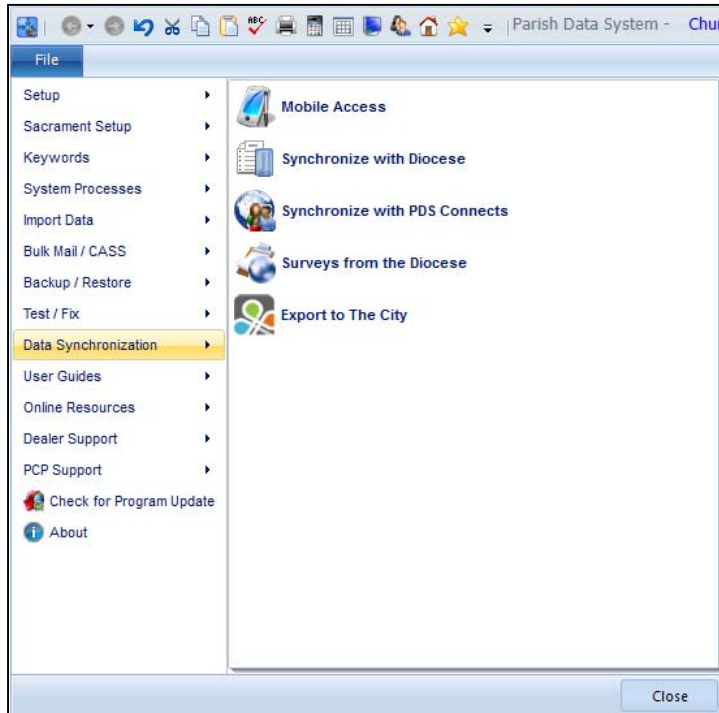 ABC
Parish Data System - Chu
File
Setup
Sacrament Setup
Keywords
System Processes
Import Data
Bulk Mail / CASS
Backup / Restore
Test / Fix
Data Synchronization
User Guides
Online Resources
Dealer Support
PCP Support
Check for Program Update
About
Mobile Access
Synchronize with Diocese
Synchronize with PDS Connects
Surveys from the Diocese
Export to The City
Close